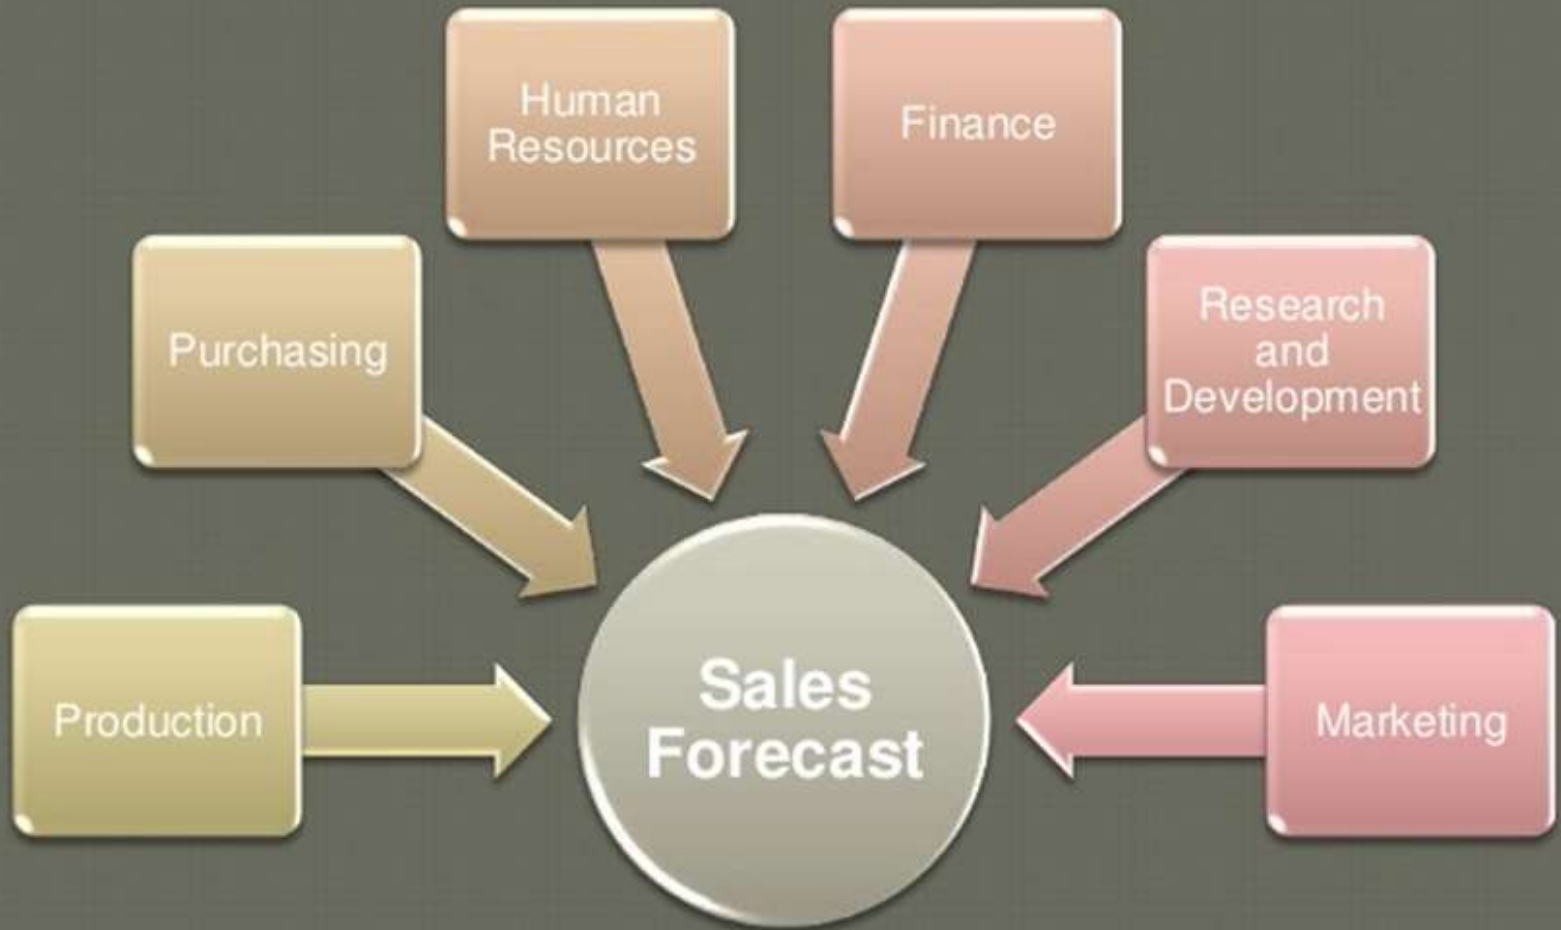 Human
Resources
Finance
Purchasing
Research
and
Development
Production
Sales
Forecast
Marketing